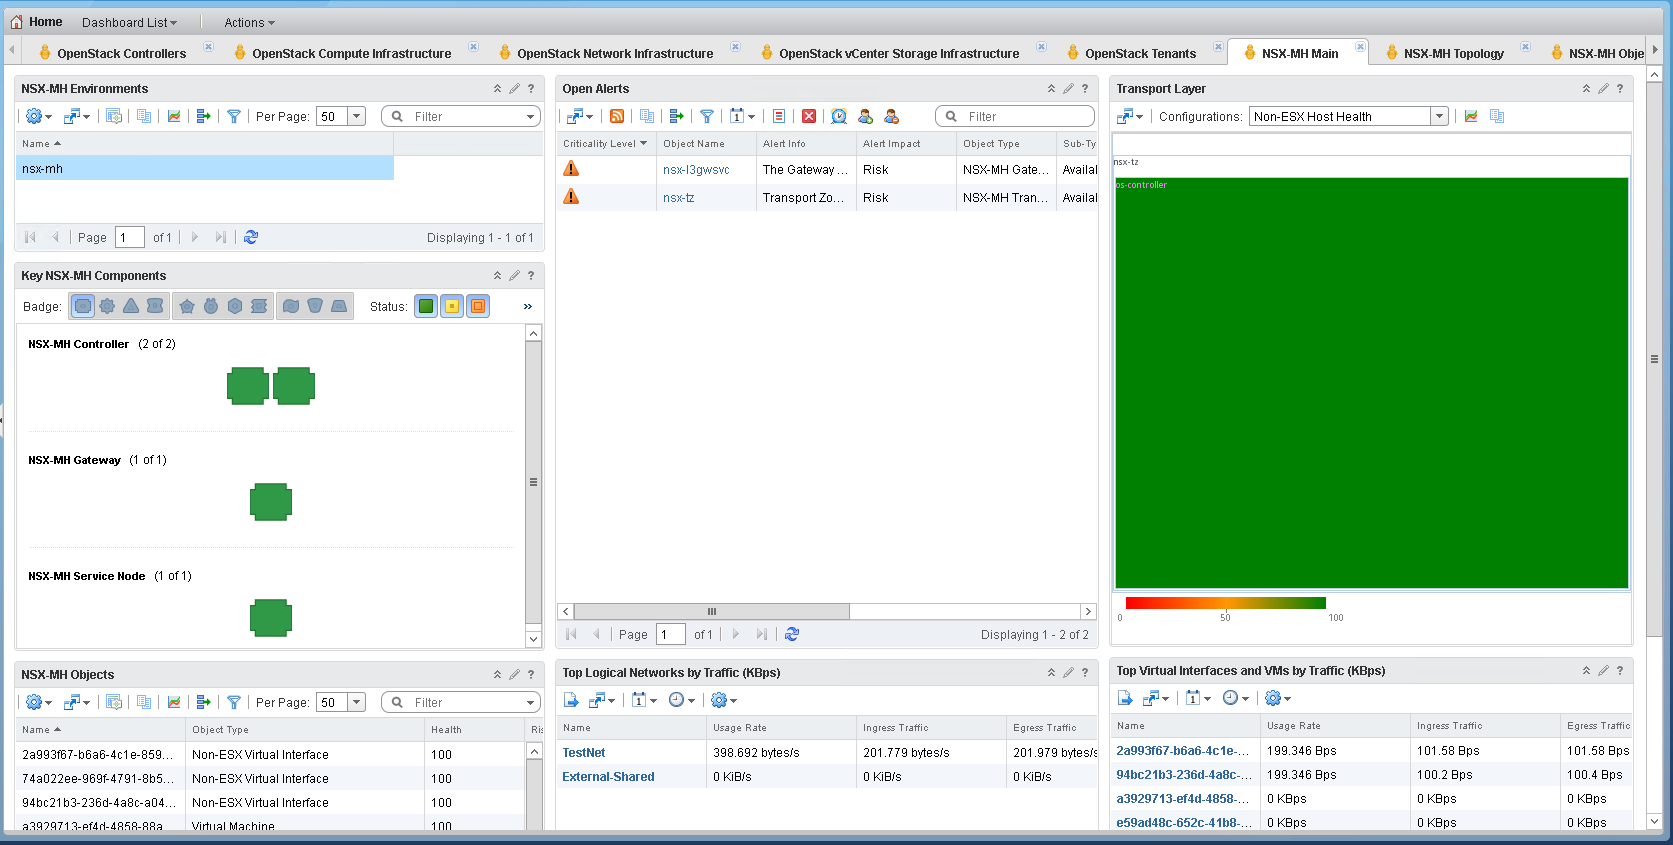 Home Dashboard List Actions
OpenStack Controllers OpenStack Compute Infrastructure OpenStack Network Infrastructure OpenStack vCenter Storage Infrastructure OpenStack Tenants NSX-MH Main NSX-MH Topology NSX-MH Obje
NSX-MH Environments
Per Page: 50 Filter
Name
nsx-mh
Page 1 of 1 Displaying 1 - 1 of 1
Key NSX-MH Components
Badge: Status: »
NSX-MH Controller (2 of 2)
NSX-MH Gateway (1 of 1)
NSX-MH Service Node (1 of 1)
NSX-MH Objects
Per Page: 50 Filter
Name Object Type Health Ris
2a993f67-b6a6-4c1e-859... Non-ESX Virtual Interface 100
74a022ee-969f-4791-8b5... Non-ESX Virtual Interface 100
94bc21b3-236d-4a8c-a04... Non-ESX Virtual Interface 100
a3929713-ef4d-4858-88a... Virtual Machine 100
Open Alerts
1 Filter
Criticality Level Object Name Alert Info Alert Impact Object Type Sub-Ty
nsx-l3gwsvc The Gateway ... Risk NSX-MH Gate... Availal
nsx-tz Transport Zo... Risk NSX-MH Tran... Availal
Page 1 of 1 Displaying 1 - 2 of 2
Top Logical Networks by Traffic (KBps)
1
Name Usage Rate Ingress Traffic Egress Traffic
TestNet 398.692 bytes/s 201.779 bytes/s 201.979 bytes/s
External-Shared 0 KiB/s 0 KiB/s 0 KiB/s
Transport Layer
Configurations: Non-ESX Host Health
nsx-tz
os-controller
0 50 100
Top Virtual Interfaces and VMs by Traffic (KBps)
1
Name Usage Rate Ingress Traffic Egress Traffic
2a993f67-b6a6-4c1e-... 199.346 Bps 101.58 Bps 101.58 Bps
94bc21b3-236d-4a8c-... 199.346 Bps 100.2 Bps 100.4 Bps
a3929713-ef4d-4858-... 0 KBps 0 KBps 0 KBps
e59ad48c-652c-41b8-... 0 KBps 0 KBps 0 KBps